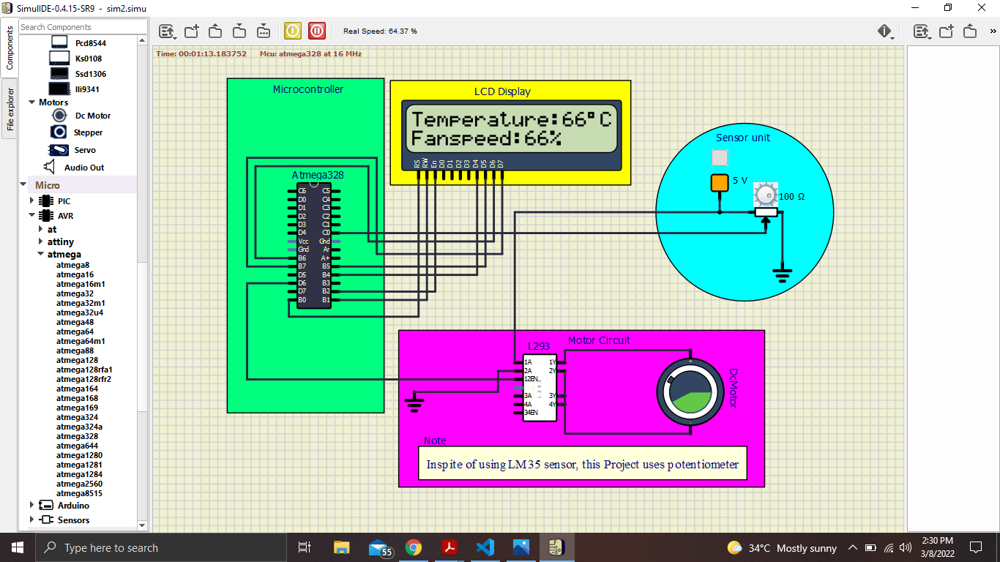 SimulIDE-0.4.15-SR9 - sim2.simu
Components
File explorer
Search Components
Pcd8544
Ks0108
Ssd1306
Ili9341
Motors
Dc Motor
Stepper
Servo
Audio Out
Micro
PIC
AVR
at
attiny
atmega
atmega8
atmega16
atmega16m1
atmega32
atmega32m1
atmega32u4
atmega48
atmega64
atmega64m1
atmega88
atmega128
atmega128rfa1
atmega128rfr2
atmega164
atmega168
atmega169
atmega324
atmega324a
atmega328
atmega644
atmega1280
atmega1281
atmega1284
atmega2560
atmega8515
Arduino
Sensors
Real Speed: 64.37 %
»
Time: 00:01:13.183752 Mcu: atmega328 at 16 MHz
Microcontroller
Atmega328
C6 C5
D0 C4
D1 C3
D2 C2
D3 C1
D4 C0
Vcc Gnd
Gnd Ar
B6 A+
B7 B5
D5 B4
D6 B3
D7 B2
B0 B1
LCD Display
Temperature:66°C
Fanspeed:66%
RS RW En D0 D1 D2 D3 D4 D5 D6 D7
Sensor unit
5 V
100 Ω
Motor Circuit
L293
1A 1Y
2A 2Y
12EN
3A 3Y
4A 4Y
34EN
L293
+
DcMotor
Note
Inspite of using LM35 sensor, this Project uses potentiometer
Type here to search
55
34°C Mostly sunny
2:30 PM
3/8/2022